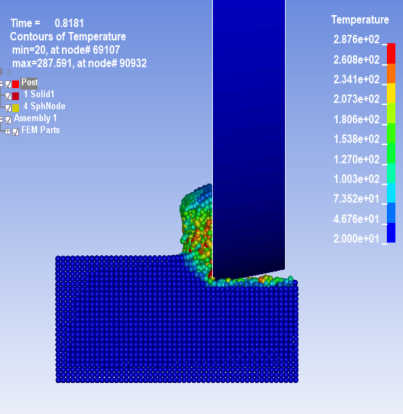 Time = 0.8181
Contours of Temperature
min=20, at node# 69107
max=287.591, at node# 90932
Post
1 Solid1
4 SphNode
Assembly 1
FEM Parts
Temperature
2.876e+02
2.608e+02
2.341e+02
2.073e+02
1.806e+02
1.538e+02
1.270e+02
1.003e+02
7.352e+01
4.676e+01
2.000e+01